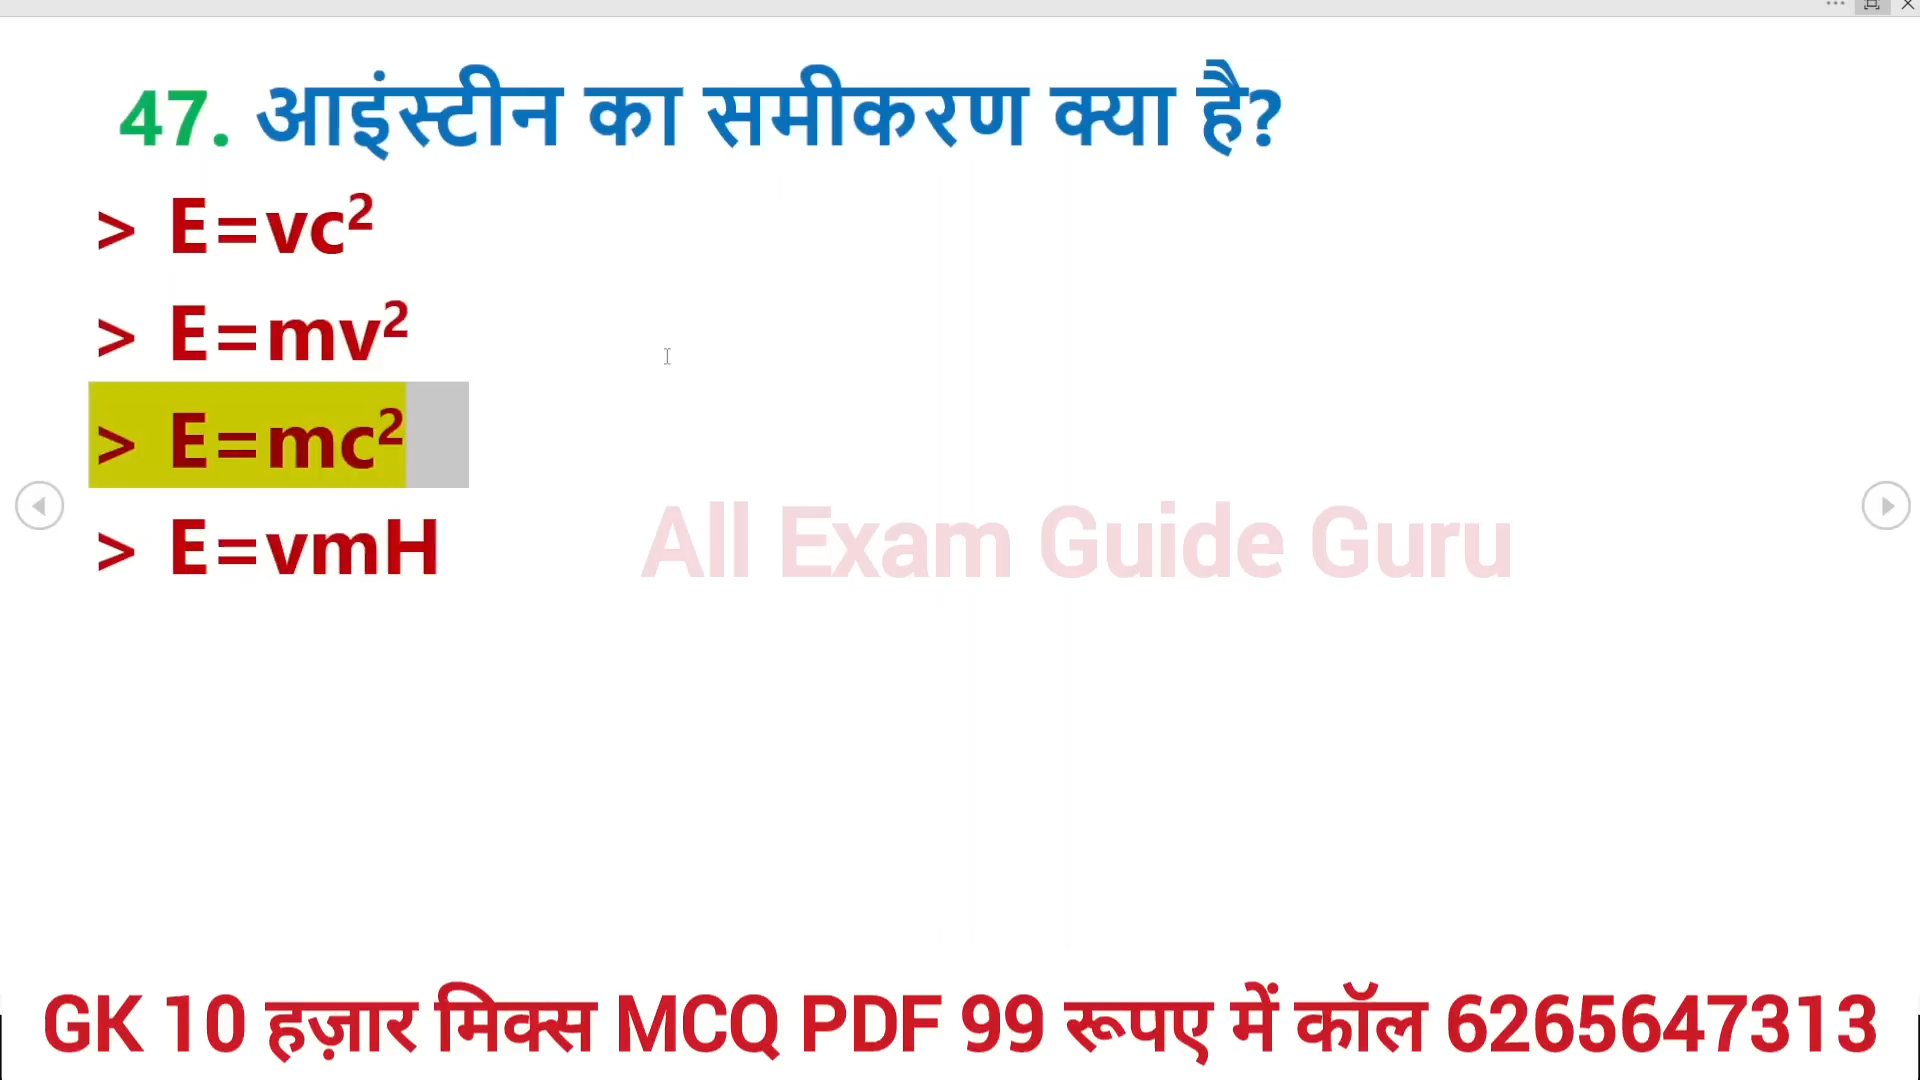 47. आइंस्टीन का समीकरण क्या है?
> E=vc²
> E=mv²
> E=mc²
> E=vmH
All Exam Guide Guru
GK 10 हज़ार मिक्स MCQ PDF 99 रूपए में कॉल 6265647313